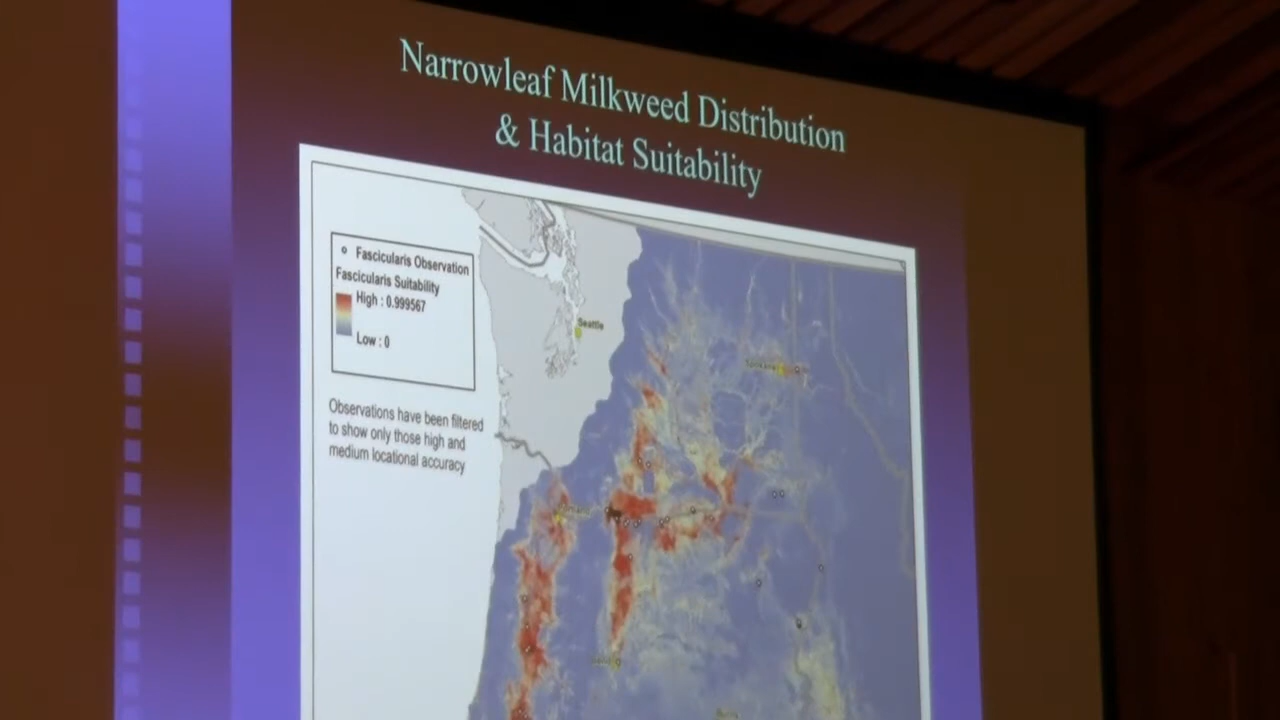 Narrowleaf Milkweed Distribution
& Habitat Suitability
Fascicularis Observation
Fascicularis Suitability
High : 0.999567
Low : 0
Seattle
Spokane
Observations have been filtered
to show only those high and
medium locational accuracy